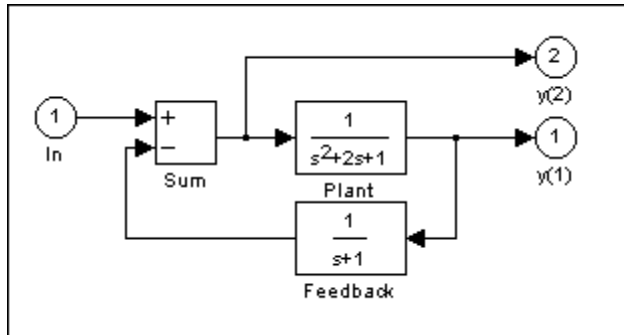 2
y(2)
1
In
+
−
Sum
1
s²+2s+1
Plant
1
y(1)
1
s+1
Feedback